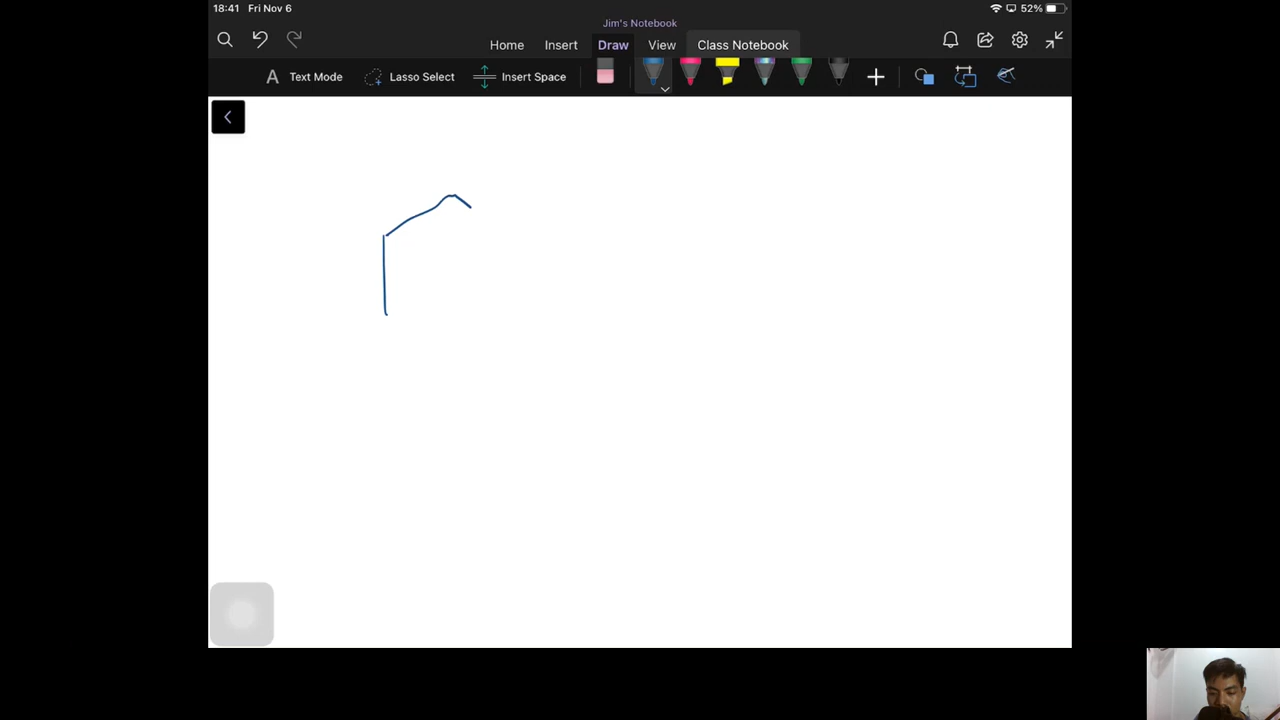 18:41 Fri Nov 6 52%
Jim's Notebook
Home Insert Draw View Class Notebook
A Text Mode Lasso Select Insert Space